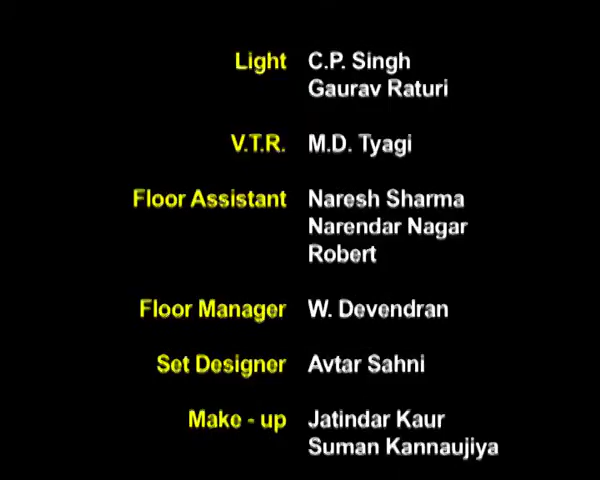 Light C.P. Singh
Gaurav Raturi
V.T.R. M.D. Tyagi
Floor Assistant Naresh Sharma
Narendar Nagar
Robert
Floor Manager W. Devendran
Set Designer Avtar Sahni
Make - up Jatindar Kaur
Suman Kannaujiya